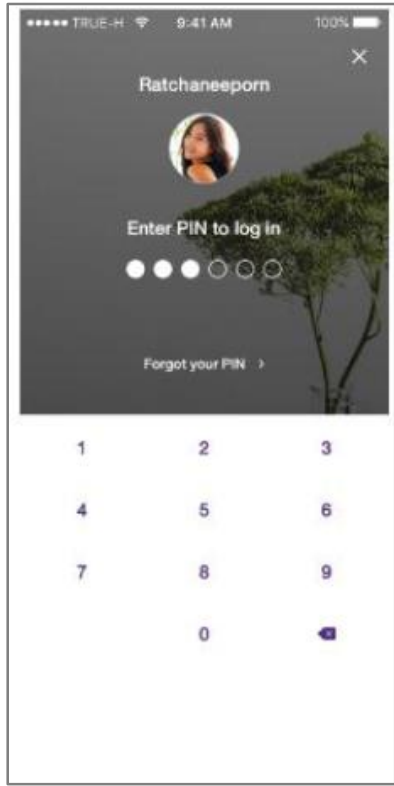 TRUE-H 9:41 AM 100%
Ratchaneeporn
Enter PIN to log in
Forgot your PIN >
1 2 3
4 5 6
7 8 9
0